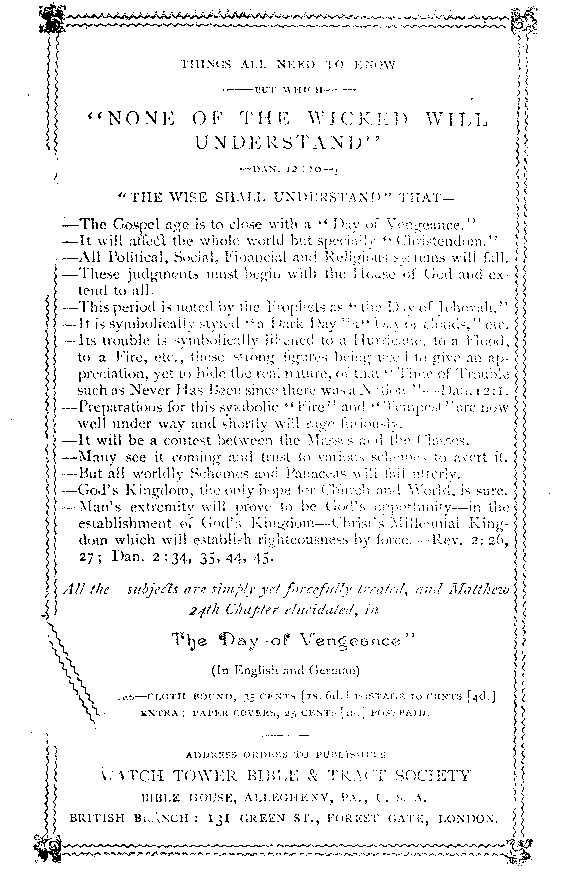 THINGS ALL NEED TO KNOW
——BUT WHICH——
"NONE OF THE WICKED WILL
UNDERSTAND"
—DAN. 12:10—
"THE WISE SHALL UNDERSTAND" THAT—
—The Gospel age is to close with a "Day of Vengeance."
—It will affect the whole world but specially "Christendom."
—All Political, Social, Financial and Religious systems will fall.
—These judgments must begin with the House of God and ex-
tend to all.
—This period is noted by the Prophets as "the Day of Jehovah."
—It is symbolically styled "a Dark Day" "Day of Clouds," etc.
—Its trouble is symbolically likened to a Hurricane, to a Flood,
to a Fire, etc., these strong figures being used to give an ap-
preciation, yet to hide the real nature, of that "Time of Trouble
such as Never Has Been since there was a Nation"—Dan. 12:1.
—Preparations for this symbolic "Fire" and "Tempest" are now
well under way and shortly will rage furiously.
—It will be a contest between the Masses and the Classes.
—Many see it coming and trust to various schemes to avert it.
—But all worldly Schemes and Panaceas will fail utterly.
—God's Kingdom, the only hope for Church and World, is sure.
—Man's extremity will prove to be God's opportunity—in the
establishment of God's Kingdom—Christ's Millennial King-
dom which will establish righteousness by force.—Rev. 2:26,
27; Dan. 2:34, 35, 44, 45.
All the subjects are simply yet forcefully treated, and Matthew
24th Chapter elucidated, in
The Day of Vengeance"
(In English and German)
—CLOTH BOUND, 35 CENTS [1s. 6d.] POSTAGE 10 CENTS [4d.]
EXTRA; PAPER COVERS, 25 CENTS [1s.] POSTPAID.
ADDRESS ORDERS TO PUBLISHERS
WATCH TOWER BIBLE & TRACT SOCIETY
BIBLE HOUSE, ALLEGHENY, PA., U. S. A.
BRITISH BRANCH: 131 GREEN ST., FOREST GATE, LONDON.